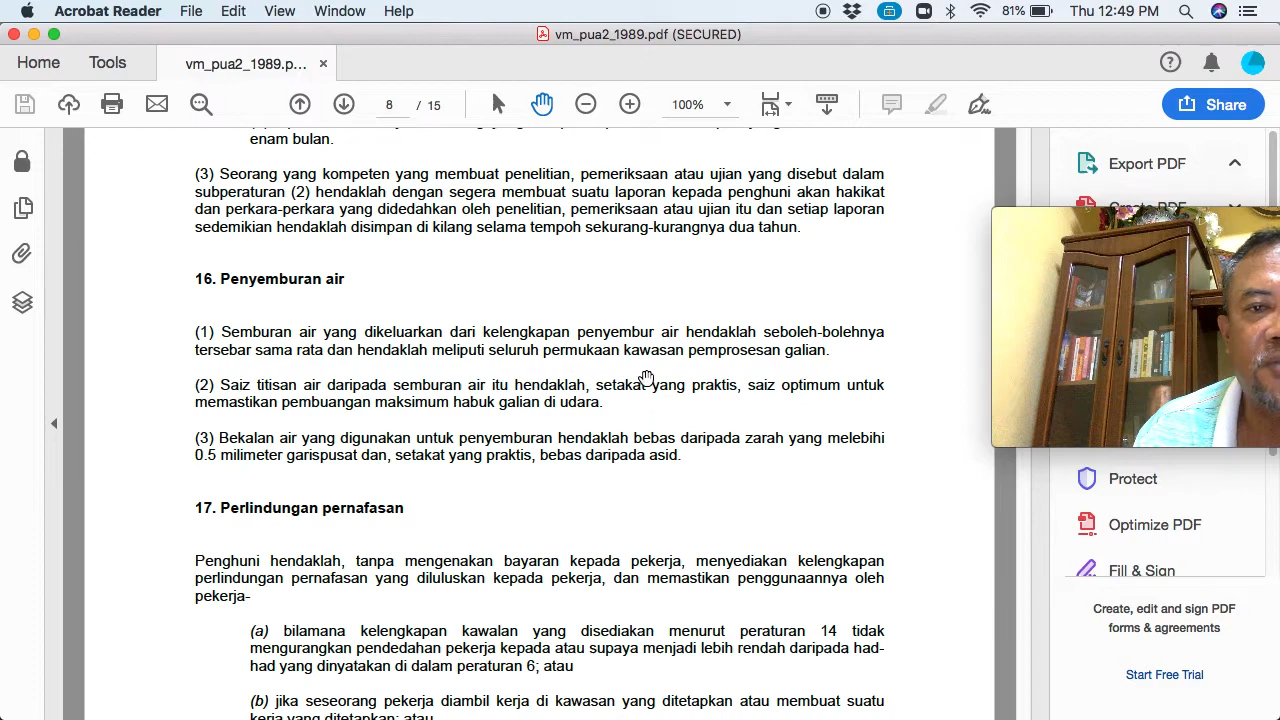 Acrobat Reader File Edit View Window Help 81% Thu 12:49 PM
vm_pua2_1989.pdf (SECURED)
Home Tools vm_pua2_1989.p... ×
8 / 15 100% Share
enam bulan.
(3) Seorang yang kompeten yang membuat penelitian, pemeriksaan atau ujian yang disebut dalam
subperaturan (2) hendaklah dengan segera membuat suatu laporan kepada penghuni akan hakikat
dan perkara-perkara yang didedahkan oleh penelitian, pemeriksaan atau ujian itu dan setiap laporan
sedemikian hendaklah disimpan di kilang selama tempoh sekurang-kurangnya dua tahun.
16. Penyemburan air
(1) Semburan air yang dikeluarkan dari kelengkapan penyembur air hendaklah seboleh-bolehnya
tersebar sama rata dan hendaklah meliputi seluruh permukaan kawasan pemprosesan galian.
(2) Saiz titisan air daripada semburan air itu hendaklah, setakat yang praktis, saiz optimum untuk
memastikan pembuangan maksimum habuk galian di udara.
(3) Bekalan air yang digunakan untuk penyemburan hendaklah bebas daripada zarah yang melebihi
0.5 milimeter garispusat dan, setakat yang praktis, bebas daripada asid.
17. Perlindungan pernafasan
Penghuni hendaklah, tanpa mengenakan bayaran kepada pekerja, menyediakan kelengkapan
perlindungan pernafasan yang diluluskan kepada pekerja, dan memastikan penggunaannya oleh
pekerja-
(a) bilamana kelengkapan kawalan yang disediakan menurut peraturan 14 tidak
mengurangkan pendedahan pekerja kepada atau supaya menjadi lebih rendah daripada had-
had yang dinyatakan di dalam peraturan 6; atau
(b) jika seseorang pekerja diambil kerja di kawasan yang ditetapkan atau membuat suatu
kerja yang ditetapkan; atau
Export PDF
Create PDF
Protect
Optimize PDF
Fill & Sign
Create, edit and sign PDF
forms & agreements
Start Free Trial